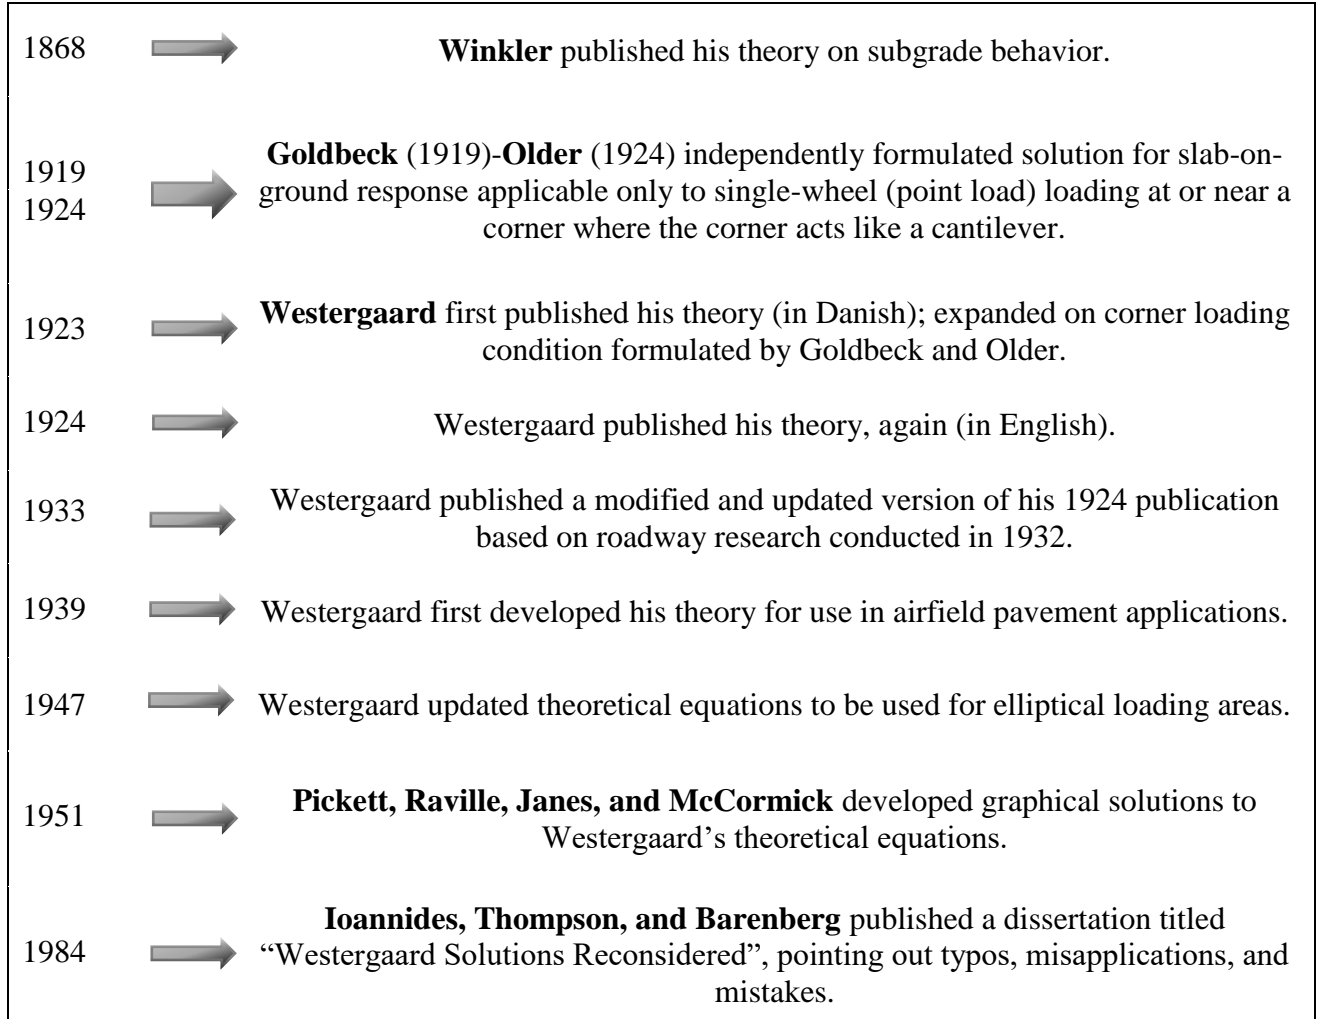 1868
Winkler published his theory on subgrade behavior.
1919
1924
Goldbeck (1919)-Older (1924) independently formulated solution for slab-on-
ground response applicable only to single-wheel (point load) loading at or near a
corner where the corner acts like a cantilever.
1923
Westergaard first published his theory (in Danish); expanded on corner loading
condition formulated by Goldbeck and Older.
1924
Westergaard published his theory, again (in English).
1933
Westergaard published a modified and updated version of his 1924 publication
based on roadway research conducted in 1932.
1939
Westergaard first developed his theory for use in airfield pavement applications.
1947
Westergaard updated theoretical equations to be used for elliptical loading areas.
1951
Pickett, Raville, Janes, and McCormick developed graphical solutions to
Westergaard’s theoretical equations.
1984
Ioannides, Thompson, and Barenberg published a dissertation titled
“Westergaard Solutions Reconsidered”, pointing out typos, misapplications, and
mistakes.